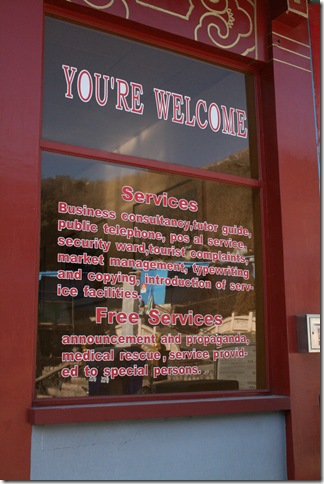 YOU'RE WELCOME
Services
Business consultancy,tutor guide,
public telephone, pos al service,
security ward,tourist complaints,
market management, typewriting
and copying, introduction of serv-
ice facilities.
Free Services
announcement and propaganda,
medical rescue, service provid-
ed to special persons.